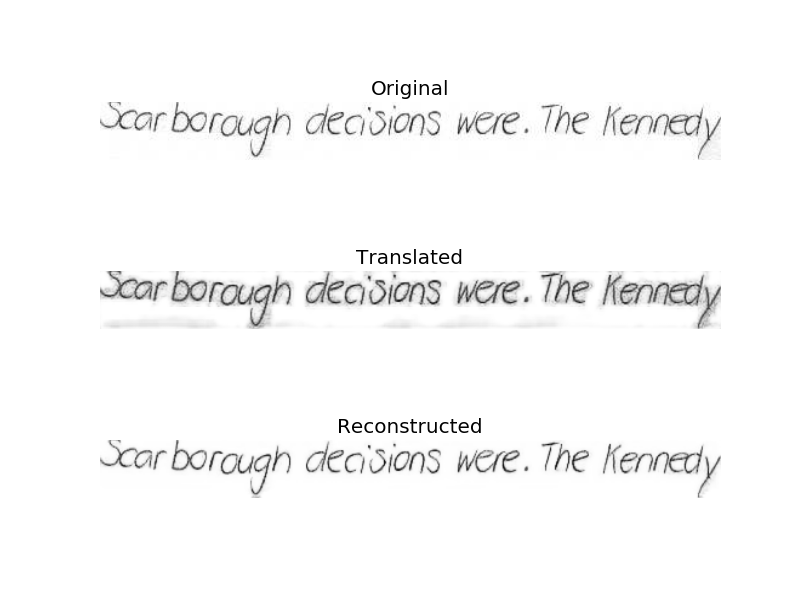 Original
Scarborough decisions were. The Kennedy
Translated
Scarborough decisions were. The Kennedy
Reconstructed
Scarborough decisions were. The Kennedy